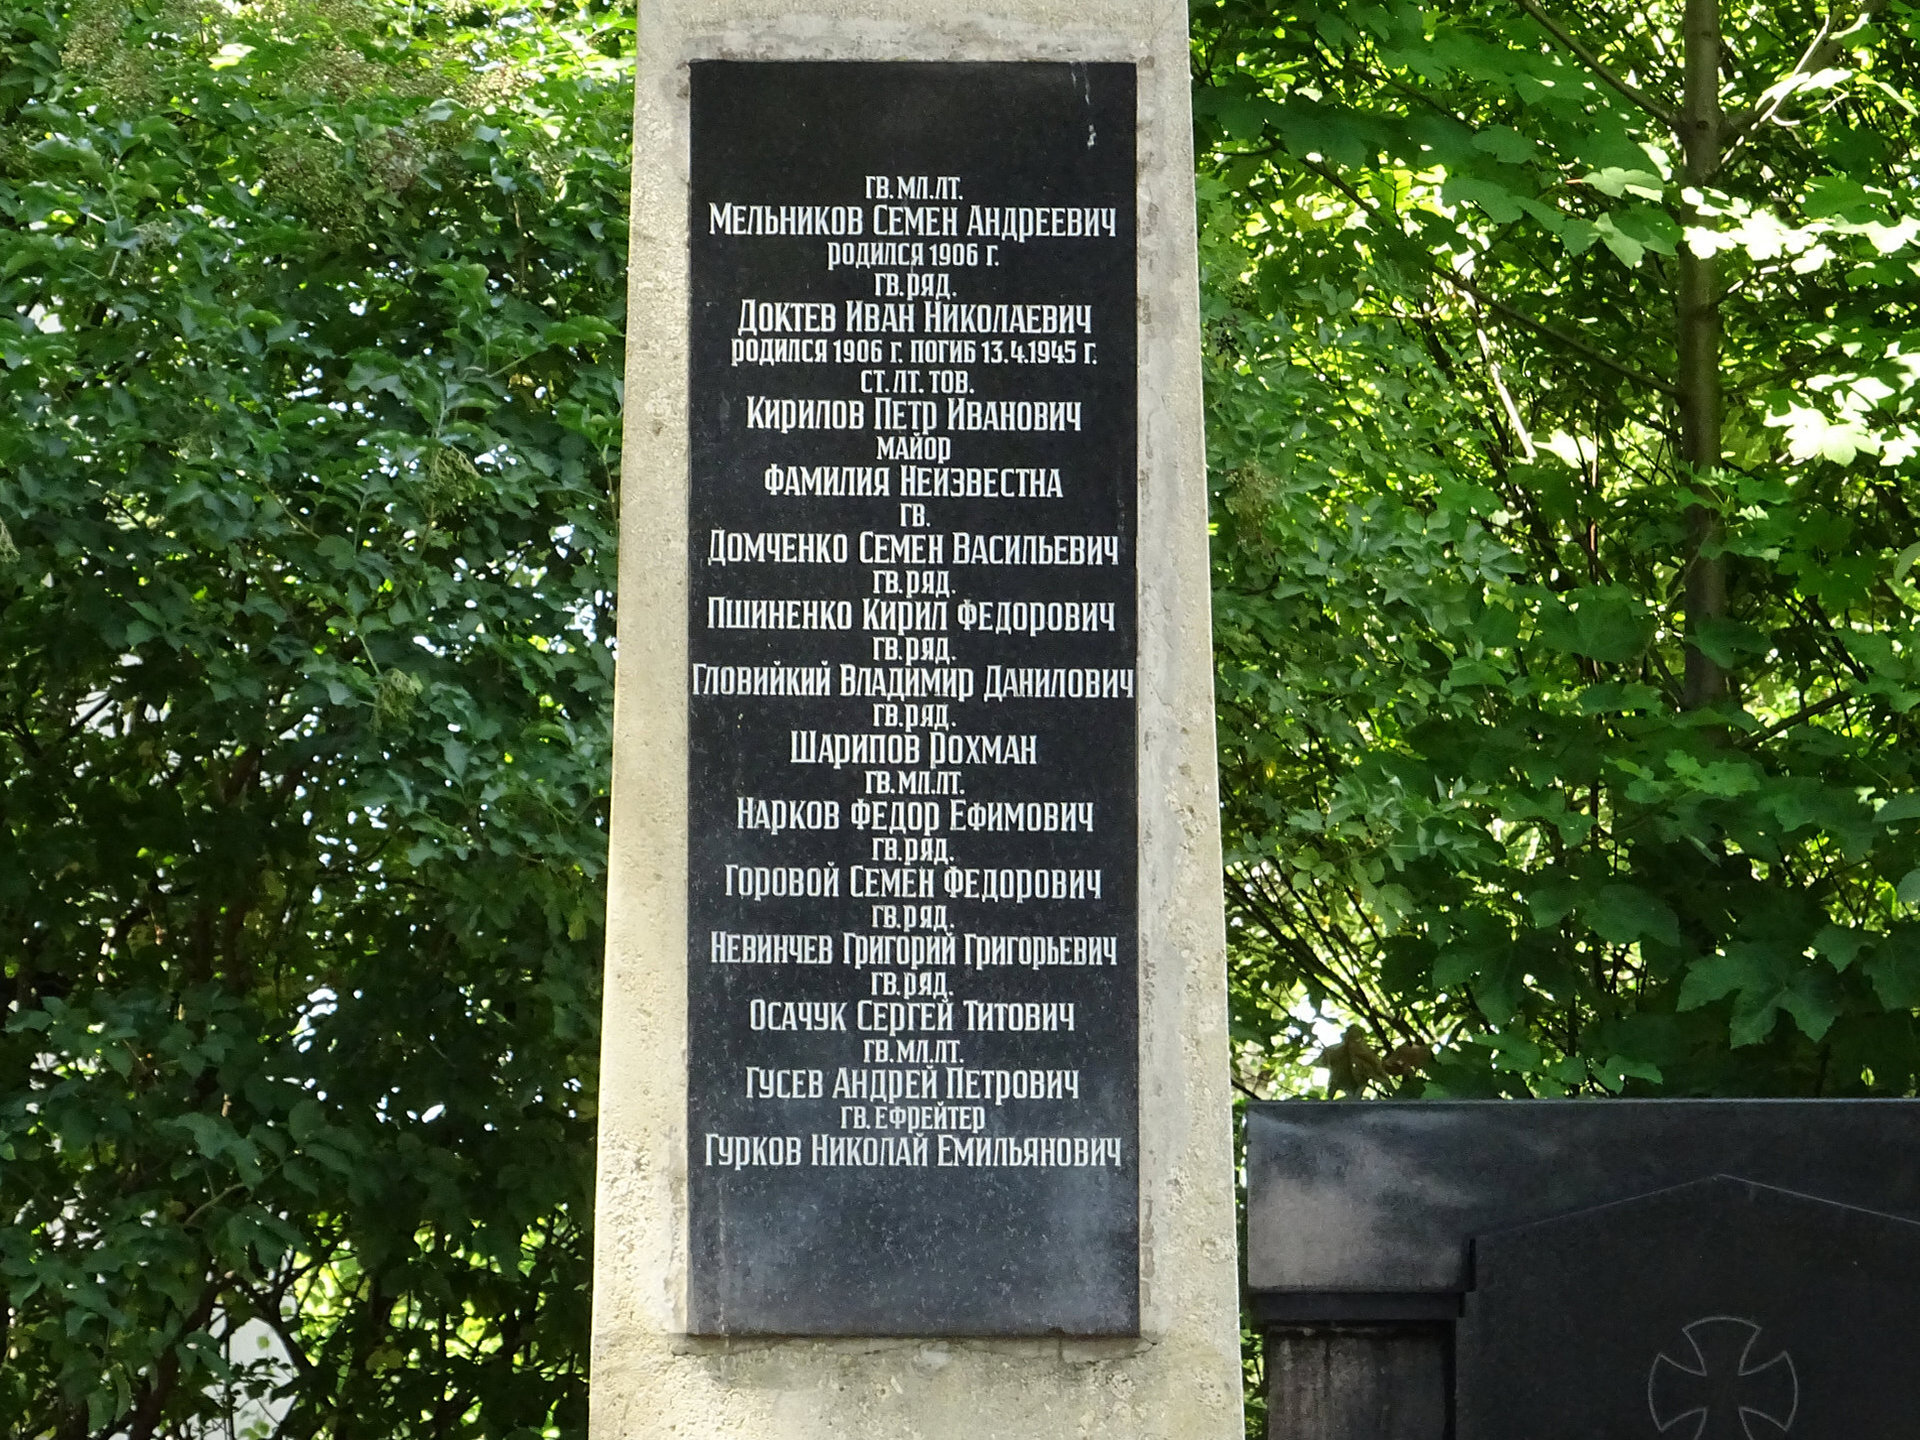 ГВ. МЛ. ЛТ.
МЕЛЬНИКОВ СЕМЕН АНДРЕЕВИЧ
РОДИЛСЯ 1906 Г.
ГВ. РЯД.
ДОКТЕВ ИВАН НИКОЛАЕВИЧ
РОДИЛСЯ 1906 Г. ПОГИБ 13.4.1945 Г.
СТ. ЛТ. ТОВ.
КИРИЛОВ ПЕТР ИВАНОВИЧ
МАЙОР
ФАМИЛИЯ НЕИЗВЕСТНА
ГВ.
ДОМЧЕНКО СЕМЕН ВАСИЛЬЕВИЧ
ГВ. РЯД.
ПШИНЕНКО КИРИЛ ФЕДОРОВИЧ
ГВ. РЯД.
ГЛОВИЙКИЙ ВЛАДИМИР ДАНИЛОВИЧ
ГВ. РЯД.
ШАРИПОВ РОХМАН
ГВ. МЛ. ЛТ.
НАРКОВ ФЕДОР ЕФИМОВИЧ
ГВ. РЯД.
ГОРОВОЙ СЕМЕН ФЕДОРОВИЧ
ГВ. РЯД.
НЕВИНЧЕВ ГРИГОРИЙ ГРИГОРЬЕВИЧ
ГВ. РЯД.
ОСАЧУК СЕРГЕЙ ТИТОВИЧ
ГВ. МЛ. ЛТ.
ГУСЕВ АНДРЕЙ ПЕТРОВИЧ
ГВ. ЕФРЕЙТЕР
ГУРКОВ НИКОЛАЙ ЕМИЛЬЯНОВИЧ